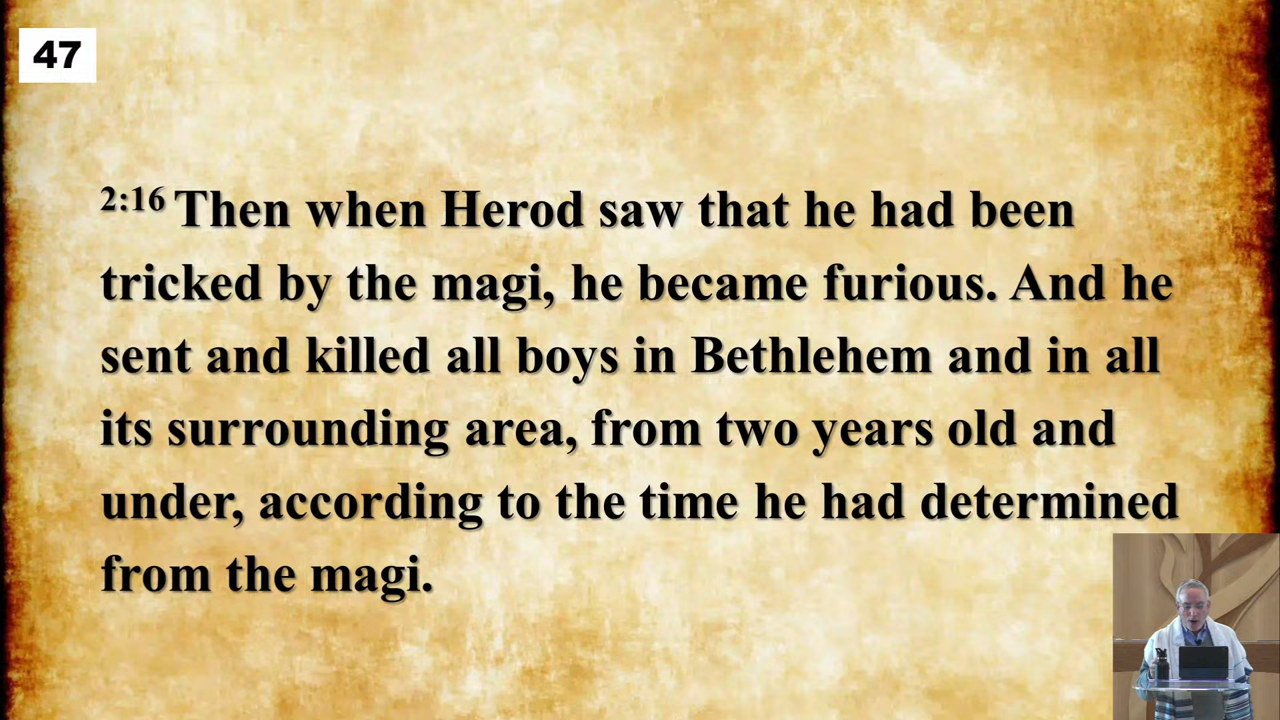 47
2:16 Then when Herod saw that he had been
tricked by the magi, he became furious. And he
sent and killed all boys in Bethlehem and in all
its surrounding area, from two years old and
under, according to the time he had determined
from the magi.